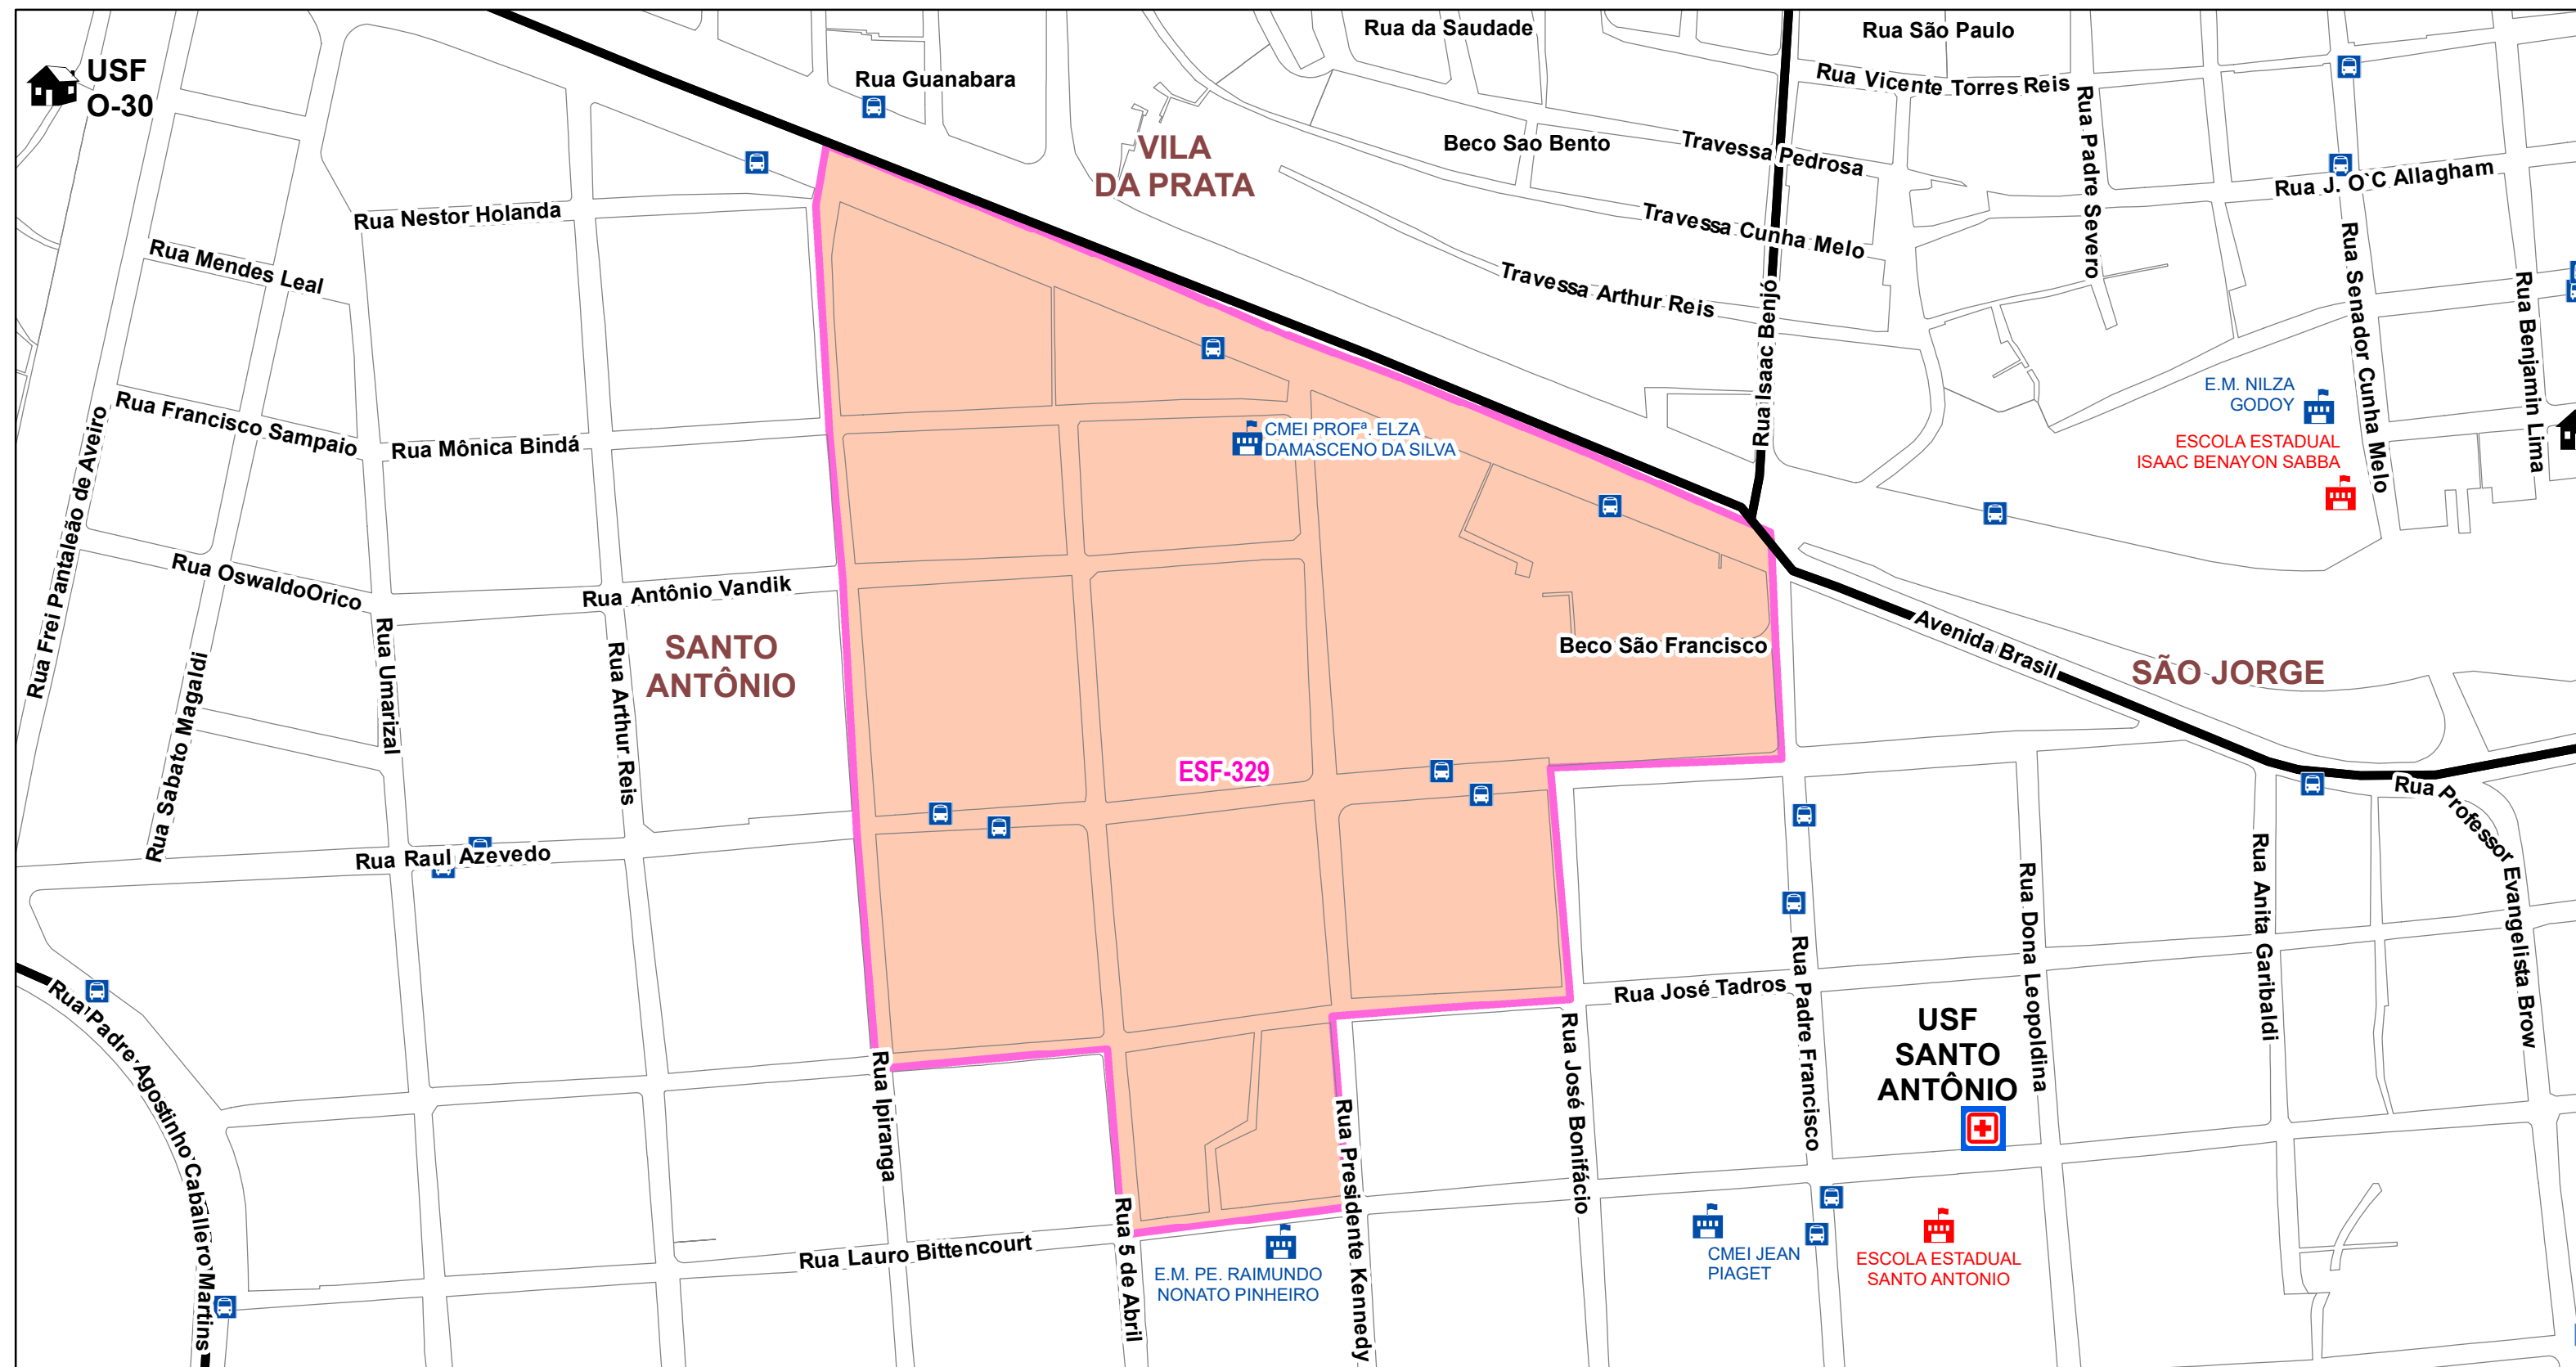 Rua da Saudade
Rua São Paulo
USF
O-30
Rua Guanabara
Rua Vicente Torres Reis
Rua Padre Severo
VILA
DA PRATA
Beco Sao Bento
Travessa Pedrosa
Rua J. O`C Allagham
Rua Nestor Holanda
Travessa Cunha Melo
Rua Mendes Leal
Travessa Arthur Reis
Rua Isaac Benjó
Rua Senador Cunha Melo
Rua Benjamin Lima
E.M. NILZA
GODOY
Rua Francisco Sampaio
Rua Mônica Bindá
CMEI PROFª. ELZA
DAMASCENO DA SILVA
ESCOLA ESTADUAL
ISAAC BENAYON SABBA
Rua Frei Pantaleão de Aveiro
Rua OswaldoOrico
Rua Antônio Vandik
Rua Umarizal
Rua Arthur Reis
SANTO
ANTÔNIO
Beco São Francisco
Avenida Brasil
SÃO JORGE
Rua Sabato Magaldi
ESF-329
Rua Professor Evangelista Brow
Rua Raul Azevedo
Rua Anita Garibaldi
Rua Dona Leopoldina
Rua Padre Francisco
Rua José Tadros
Rua Padre Agostinho Caballero Martins
USF
SANTO
ANTÔNIO
Rua José Bonifácio
Rua Ipiranga
Rua Presidente Kennedy
Rua 5 de Abril
Rua Lauro Bittencourt
E.M. PE. RAIMUNDO
NONATO PINHEIRO
CMEI JEAN
PIAGET
ESCOLA ESTADUAL
SANTO ANTONIO